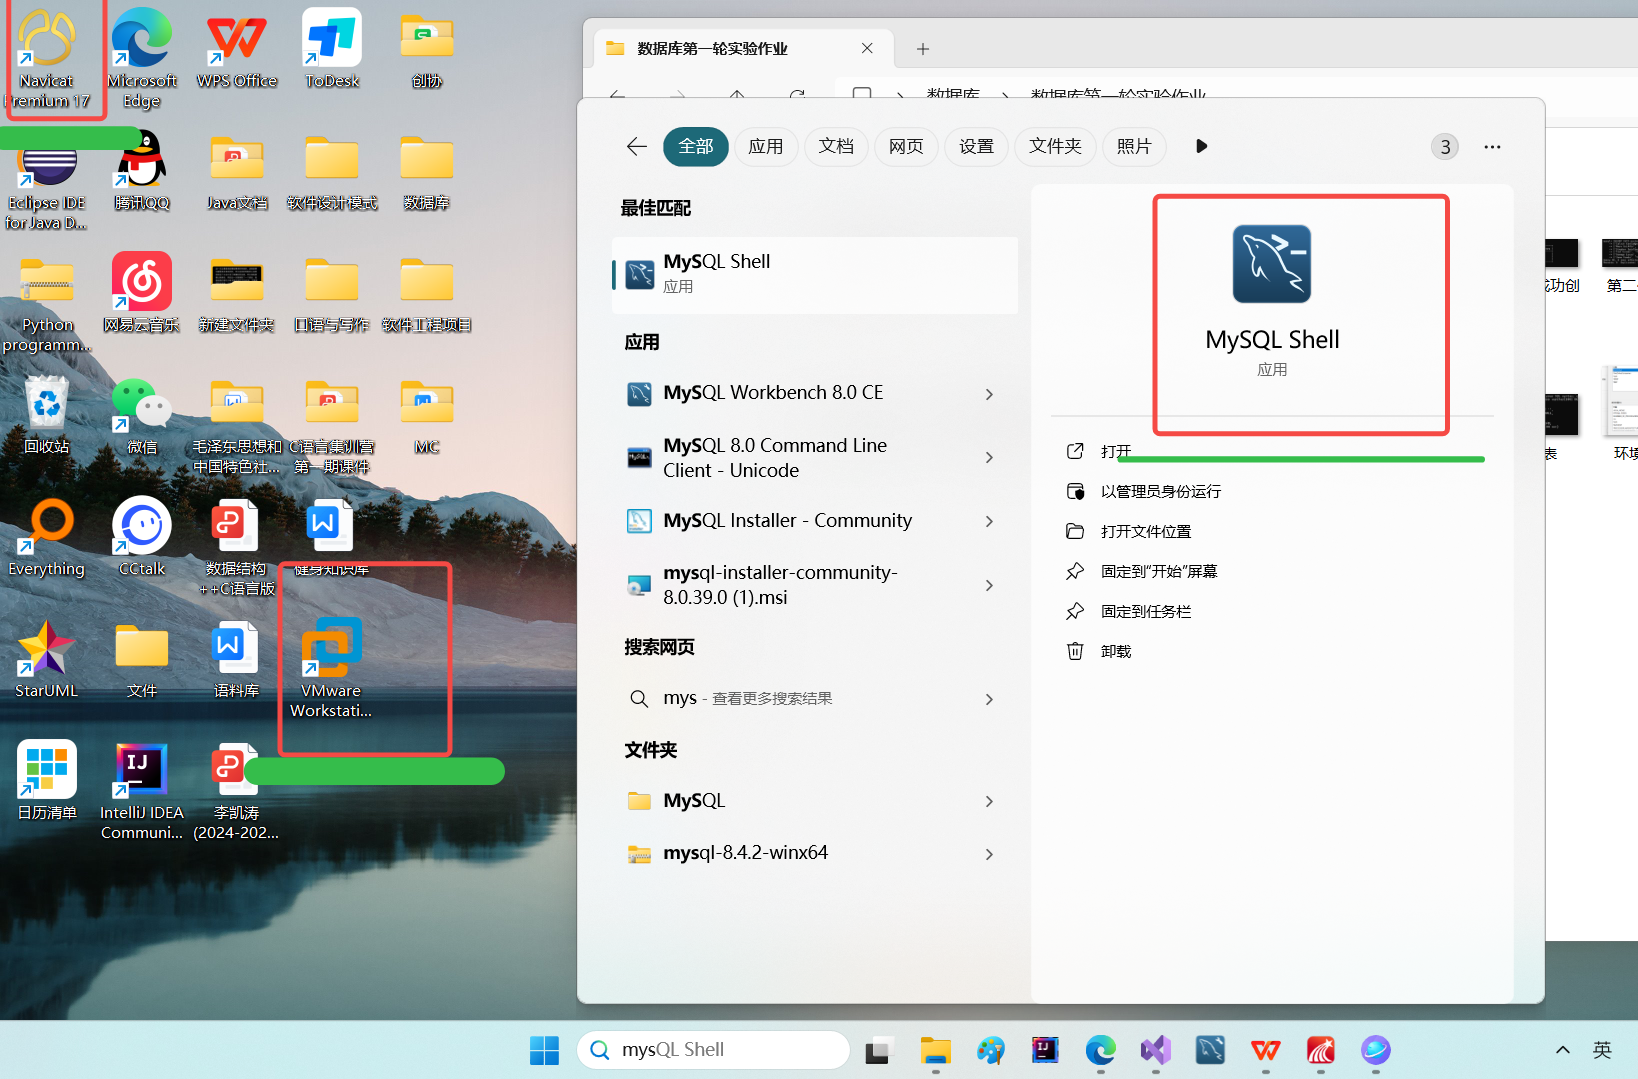 Navicat
Premium 17
Microsoft
Edge
WPS Office
ToDesk
创协
Eclipse IDE
for Java D...
腾讯QQ
Java文档
软件设计模式
数据库
Python
programm...
网易云音乐
新建文件夹
口语与写作
软件工程项目
回收站
微信
毛泽东思想和
中国特色社...
C语言集训营
第一期课件
MC
Everything
CCtalk
数据结构
++C语言版
健身知识库
StarUML
文件
语料库
VMware
Workstati...
日历清单
IntelliJ IDEA
Communi...
李凯涛
(2024-202...
数据库第一轮实验作业
数据库
数据库第一轮实验作业
全部
应用
文档
网页
设置
文件夹
照片
3
最佳匹配
MySQL Shell
应用
应用
MySQL Workbench 8.0 CE
MySQL 8.0 Command Line
Client - Unicode
MySQL Installer - Community
mysql-installer-community-
8.0.39.0 (1).msi
搜索网页
mys - 查看更多搜索结果
文件夹
MySQL
mysql-8.4.2-winx64
MySQL Shell
应用
打开
以管理员身份运行
打开文件位置
固定到“开始”屏幕
固定到任务栏
卸载
功创
第二
表
环境
mysQL Shell
英